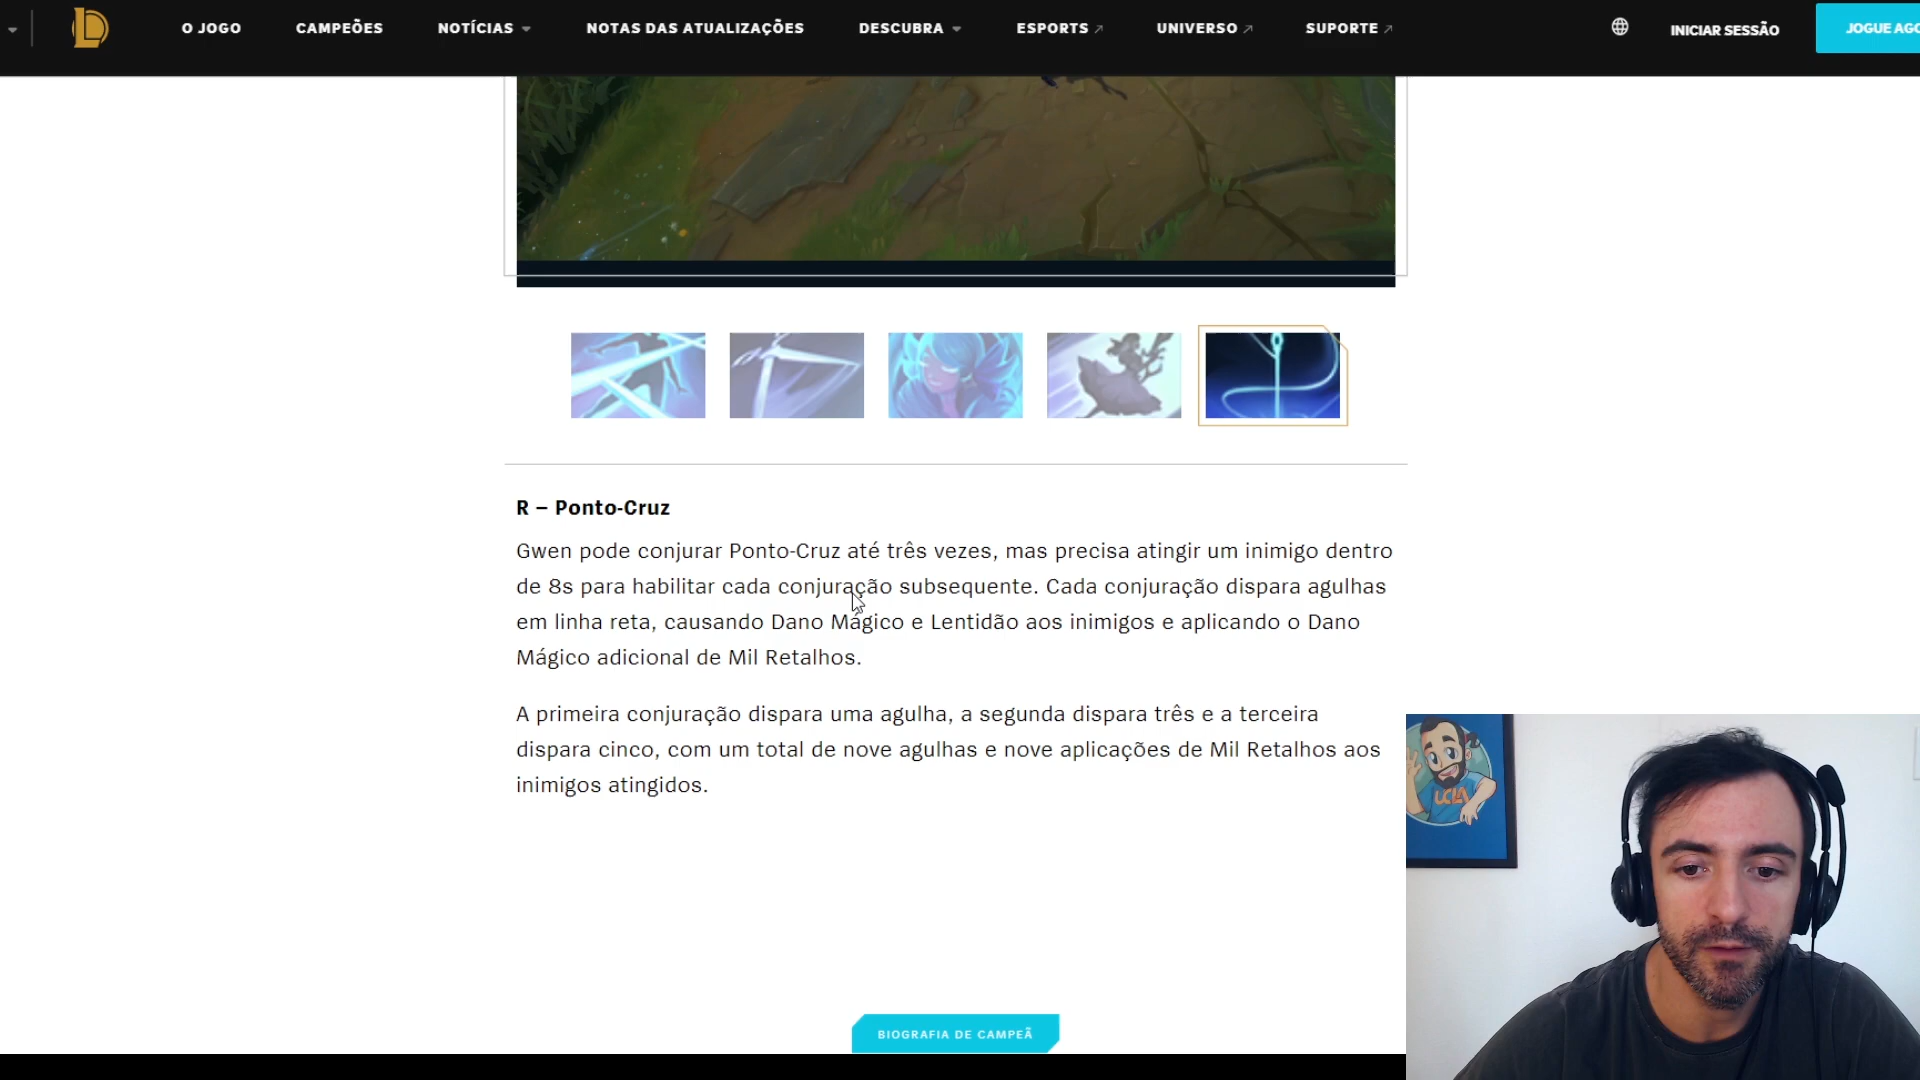 O JOGO
CAMPEÕES
NOTÍCIAS
NOTAS DAS ATUALIZAÇÕES
DESCUBRA
ESPORTS
UNIVERSO
SUPORTE
INICIAR SESSÃO
JOGUE AGO
R – Ponto-Cruz
Gwen pode conjurar Ponto-Cruz até três vezes, mas precisa atingir um inimigo dentro
de 8s para habilitar cada conjuração subsequente. Cada conjuração dispara agulhas
em linha reta, causando Dano Mágico e Lentidão aos inimigos e aplicando o Dano
Mágico adicional de Mil Retalhos.
A primeira conjuração dispara uma agulha, a segunda dispara três e a terceira
dispara cinco, com um total de nove agulhas e nove aplicações de Mil Retalhos aos
inimigos atingidos.
UCLA
BIOGRAFIA DE CAMPEÃ